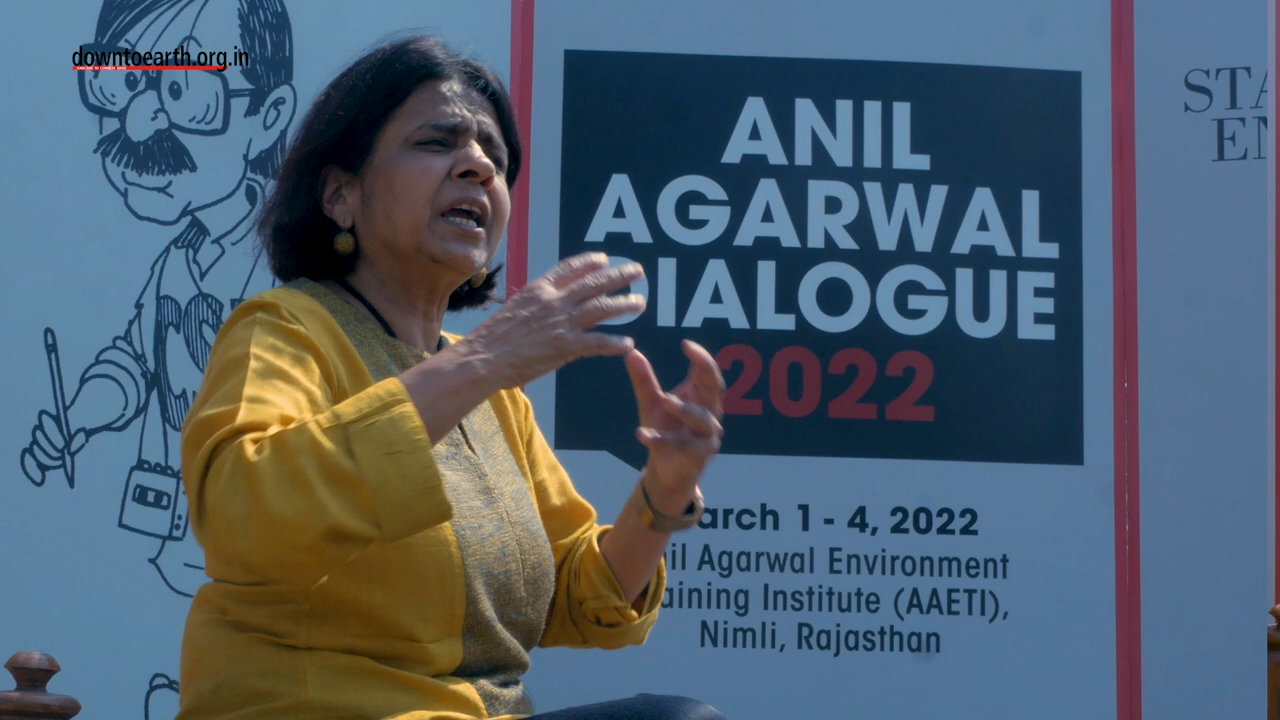 downtoearth.org.in
ANIL
AGARWAL
DIALOGUE
2022
arch 1 - 4, 2022
il Agarwal Environment
aining Institute (AAETI),
Nimli, Rajasthan
STA
EN